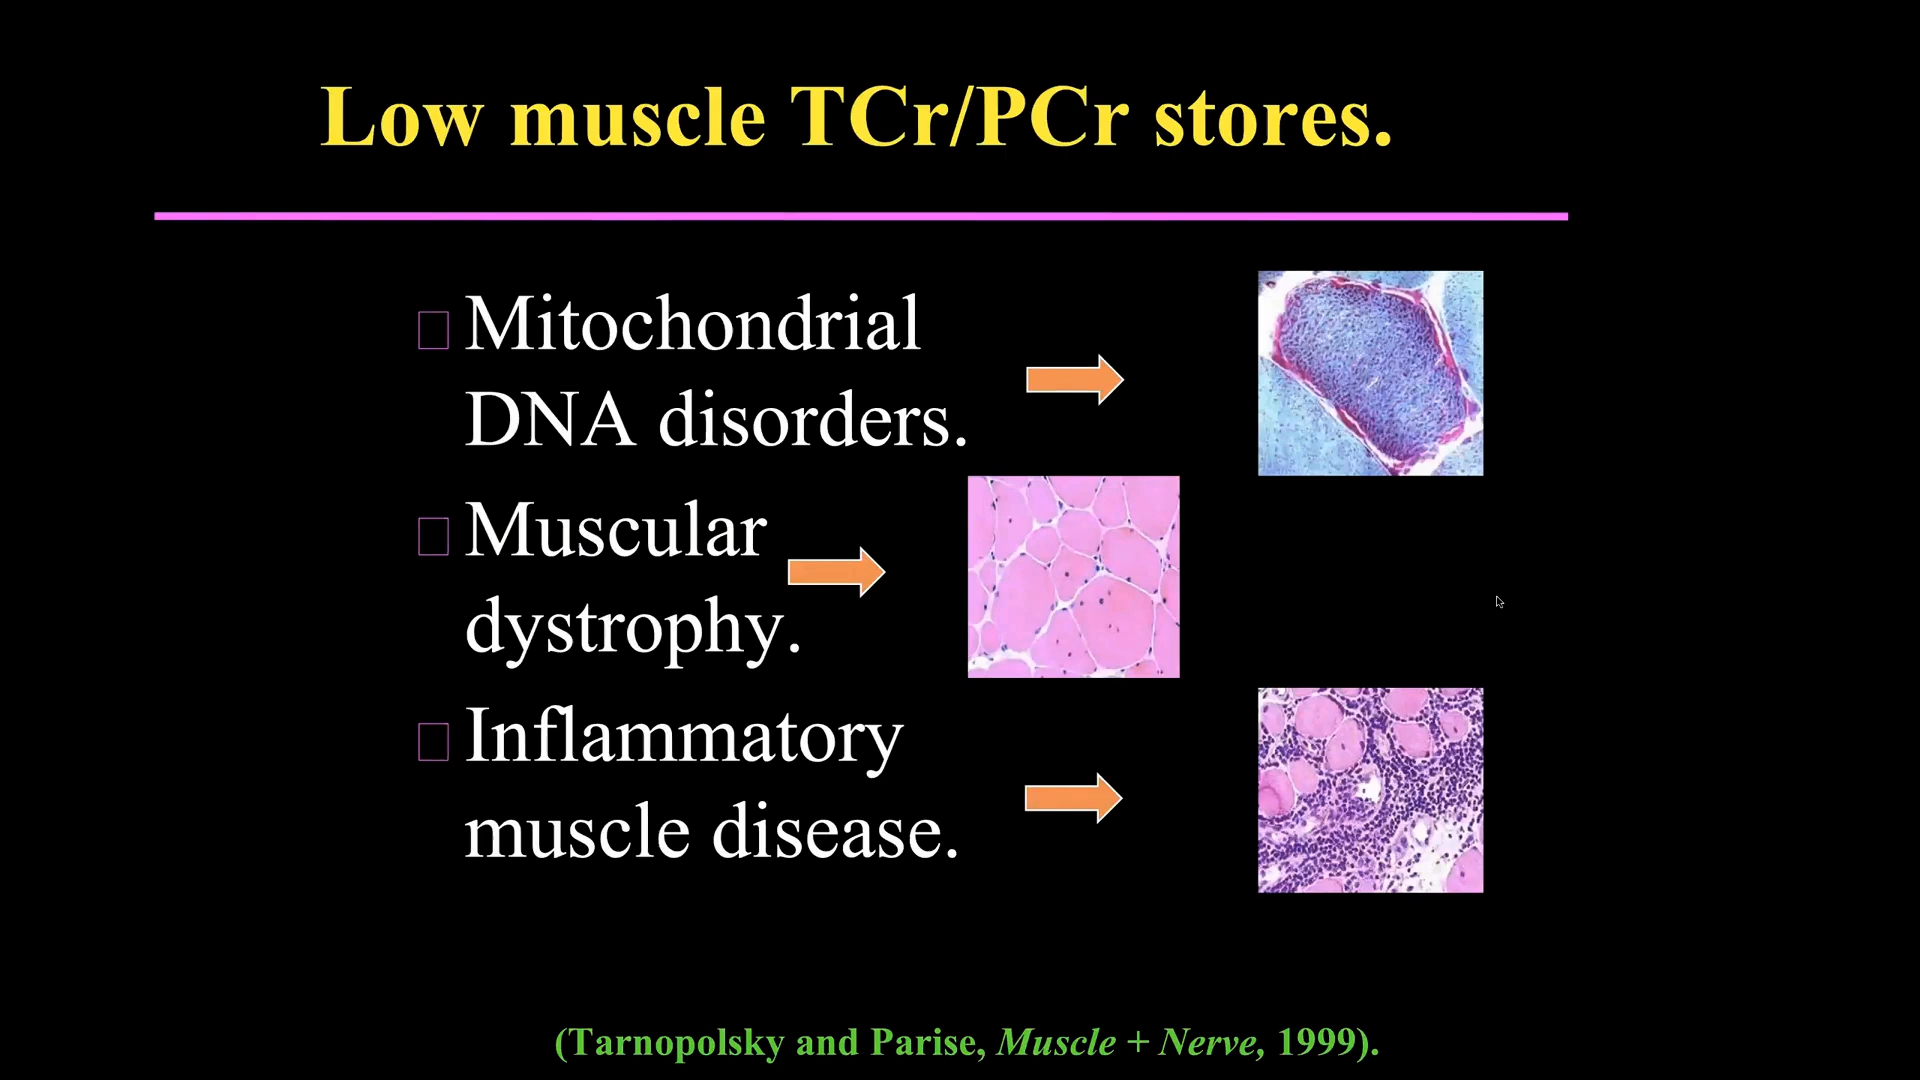 Low muscle TCr/PCr stores.
Mitochondrial
DNA disorders.
Muscular
dystrophy.
Inflammatory
muscle disease.
(Tarnopolsky and Parise, Muscle + Nerve, 1999).